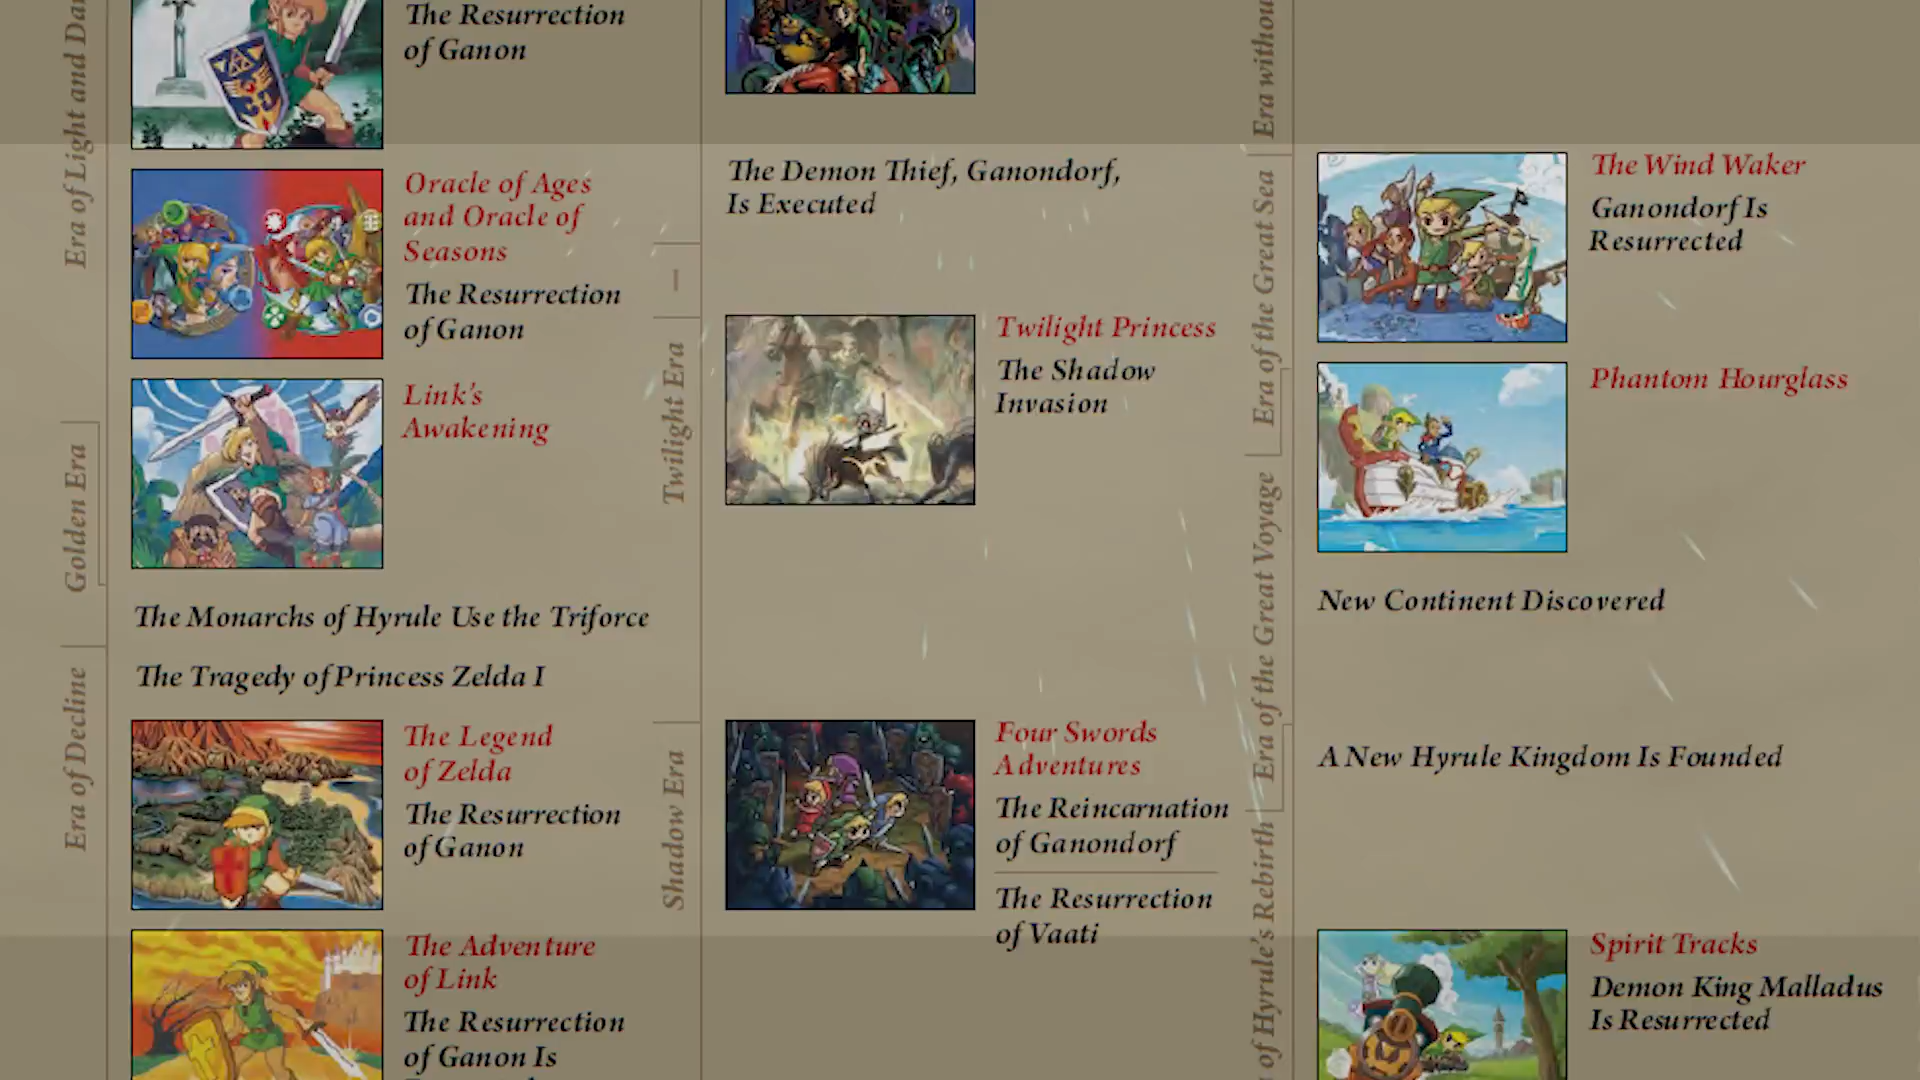 Era of Light and
The Resurrection
of Ganon
Oracle of Ages
and Oracle of
Seasons
The Resurrection
of Ganon
Link's
Awakening
Golden Era
The Monarchs of Hyrule Use the Triforce
The Tragedy of Princess Zelda I
Era of Decline
The Legend
of Zelda
The Resurrection
of Ganon
The Adventure
of Link
The Resurrection
of Ganon Is
The Demon Thief, Ganondorf,
Is Executed
Twilight Era
Twilight Princess
The Shadow
Invasion
Shadow Era
Four Swords
Adventures
The Reincarnation
of Ganondorf
The Resurrection
of Vaati
Era without
Era of the Great Sea
The Wind Waker
Ganondorf Is
Resurrected
Phantom Hourglass
Era of the Great Voyage
New Continent Discovered
A New Hyrule Kingdom Is Founded
of Hyrule's Rebirth
Spirit Tracks
Demon King Malladus
Is Resurrected